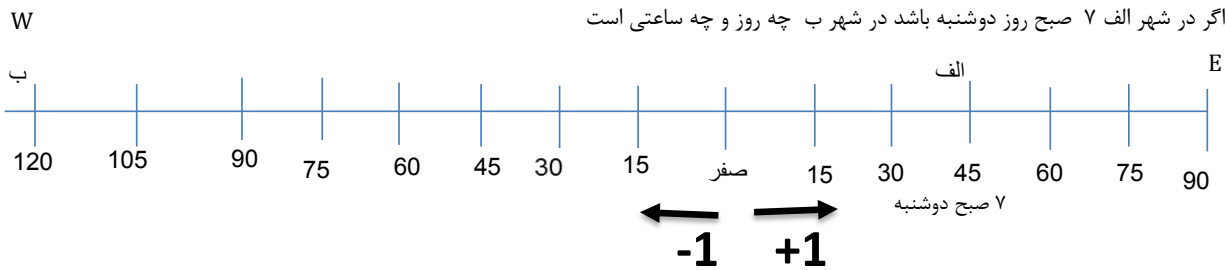 اگر در شهر الف ۷ صبح روز دوشنبه باشد در شهر ب چه روز و چه ساعتی است
W
E
ب
الف
120 105 90 75 60 45 30 15 صفر 15 30 45 60 75 90
۷ صبح دوشنبه
-1 +1